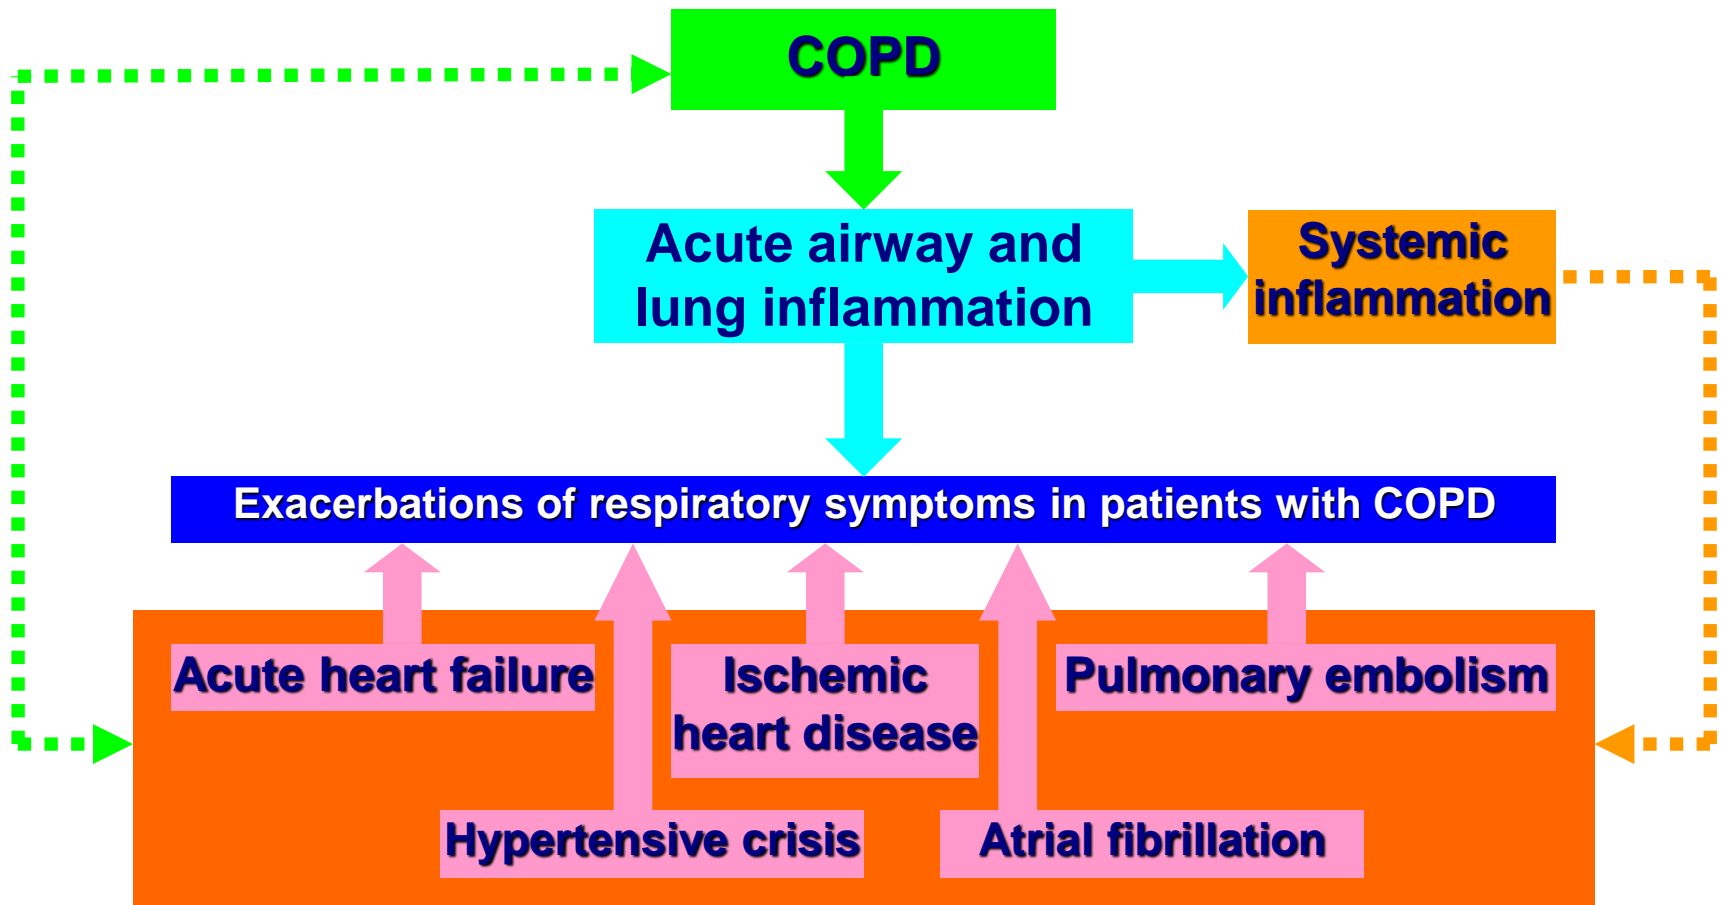 COPD
Acute airway and
lung inflammation
Systemic
inflammation
Exacerbations of respiratory symptoms in patients with COPD
Acute heart failure
Ischemic
heart disease
Pulmonary embolism
Hypertensive crisis
Atrial fibrillation